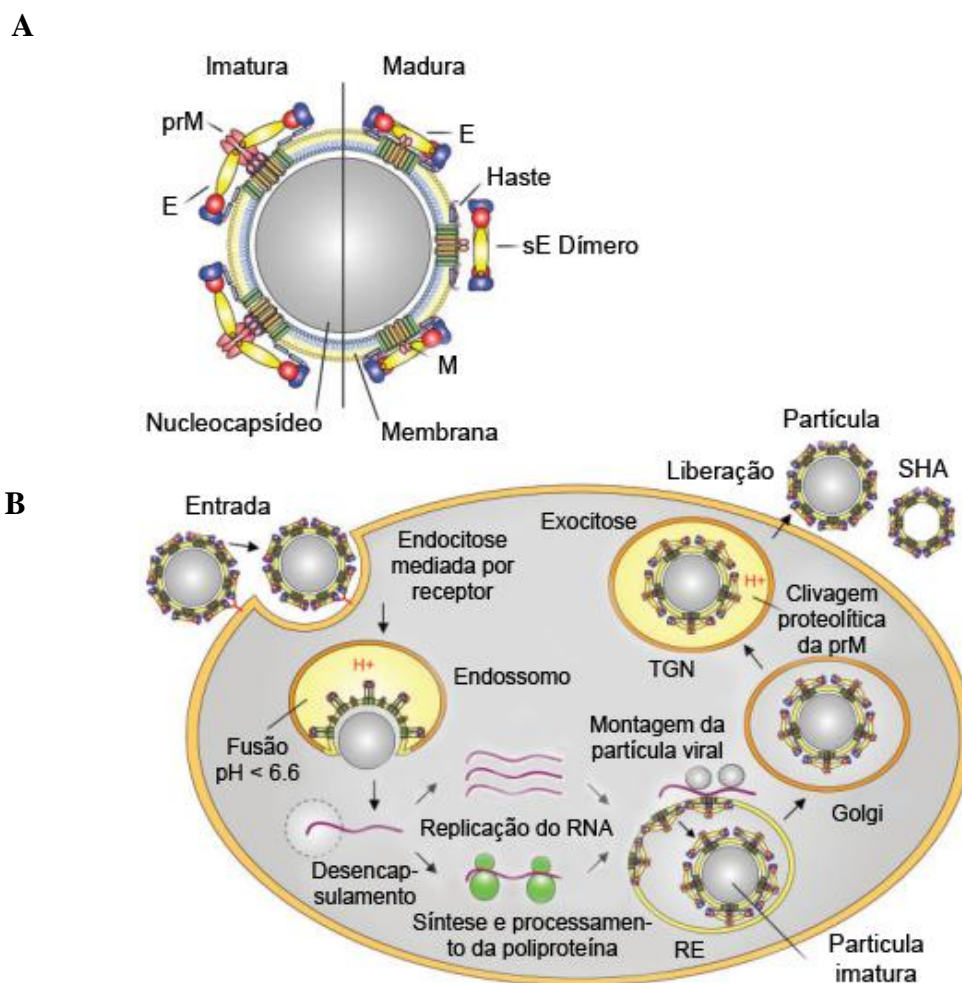 A
Imatura
Madura
prM
E
E
Haste
sE Dímero
M
Nucleocapsídeo
Membrana
B
Entrada
Endocitose
mediada por
receptor
H+
Endossomo
Fusão
pH < 6.6
Desencap-
sulamento
Replicação do RNA
Síntese e processamen-
to da poliproteína
Montagem da
partícula viral
RE
Particula
imatura
Golgi
Clivagem
proteolítica
da prM
TGN
H+
Exocitose
Liberação
Partícula
SHA